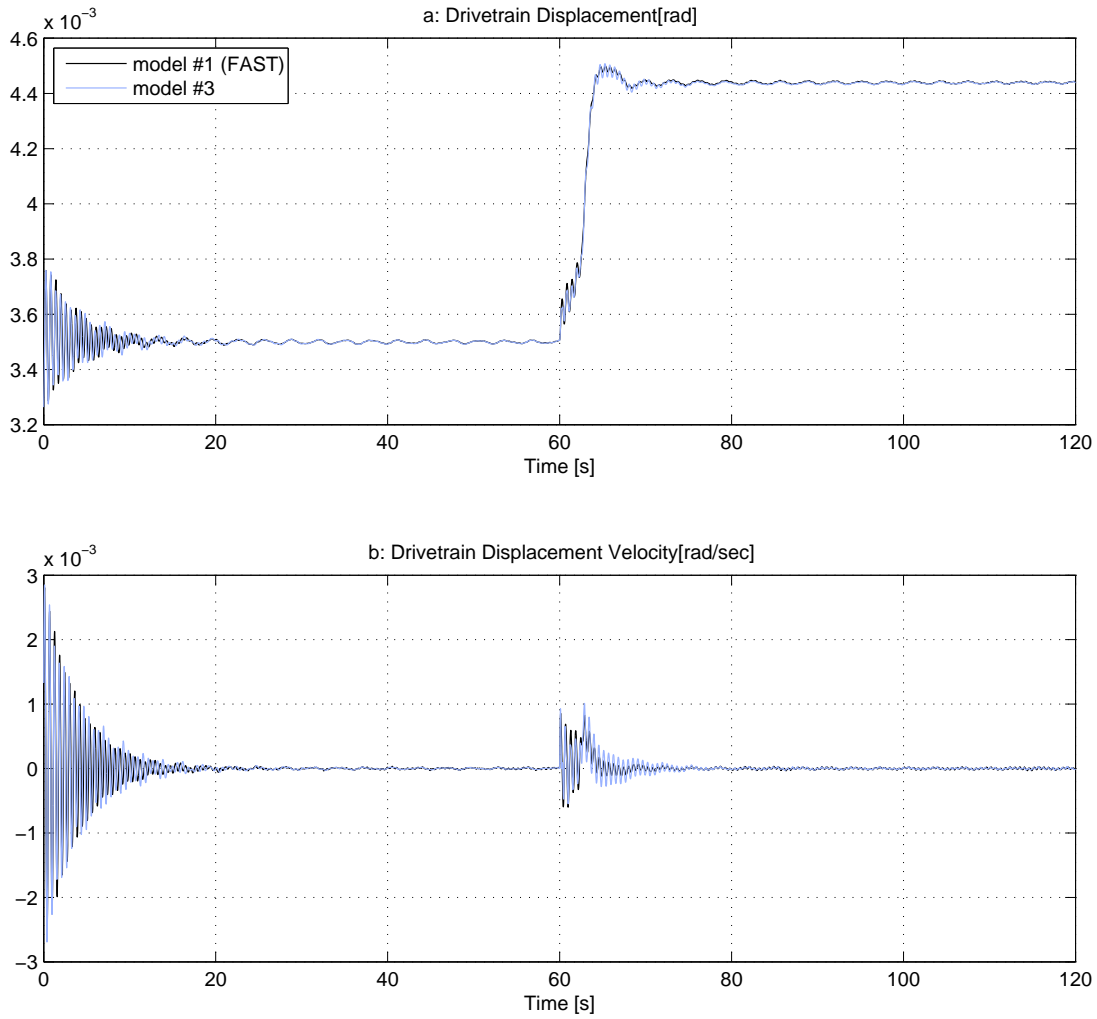 a: Drivetrain Displacement[rad]
x 10⁻³
4.6
4.4
4.2
4
3.8
3.6
3.4
3.2
model #1 (FAST)
model #3
0 20 40 60 80 100 120
Time [s]
b: Drivetrain Displacement Velocity[rad/sec]
x 10⁻³
3
2
1
0
−1
−2
−3
0 20 40 60 80 100 120
Time [s]